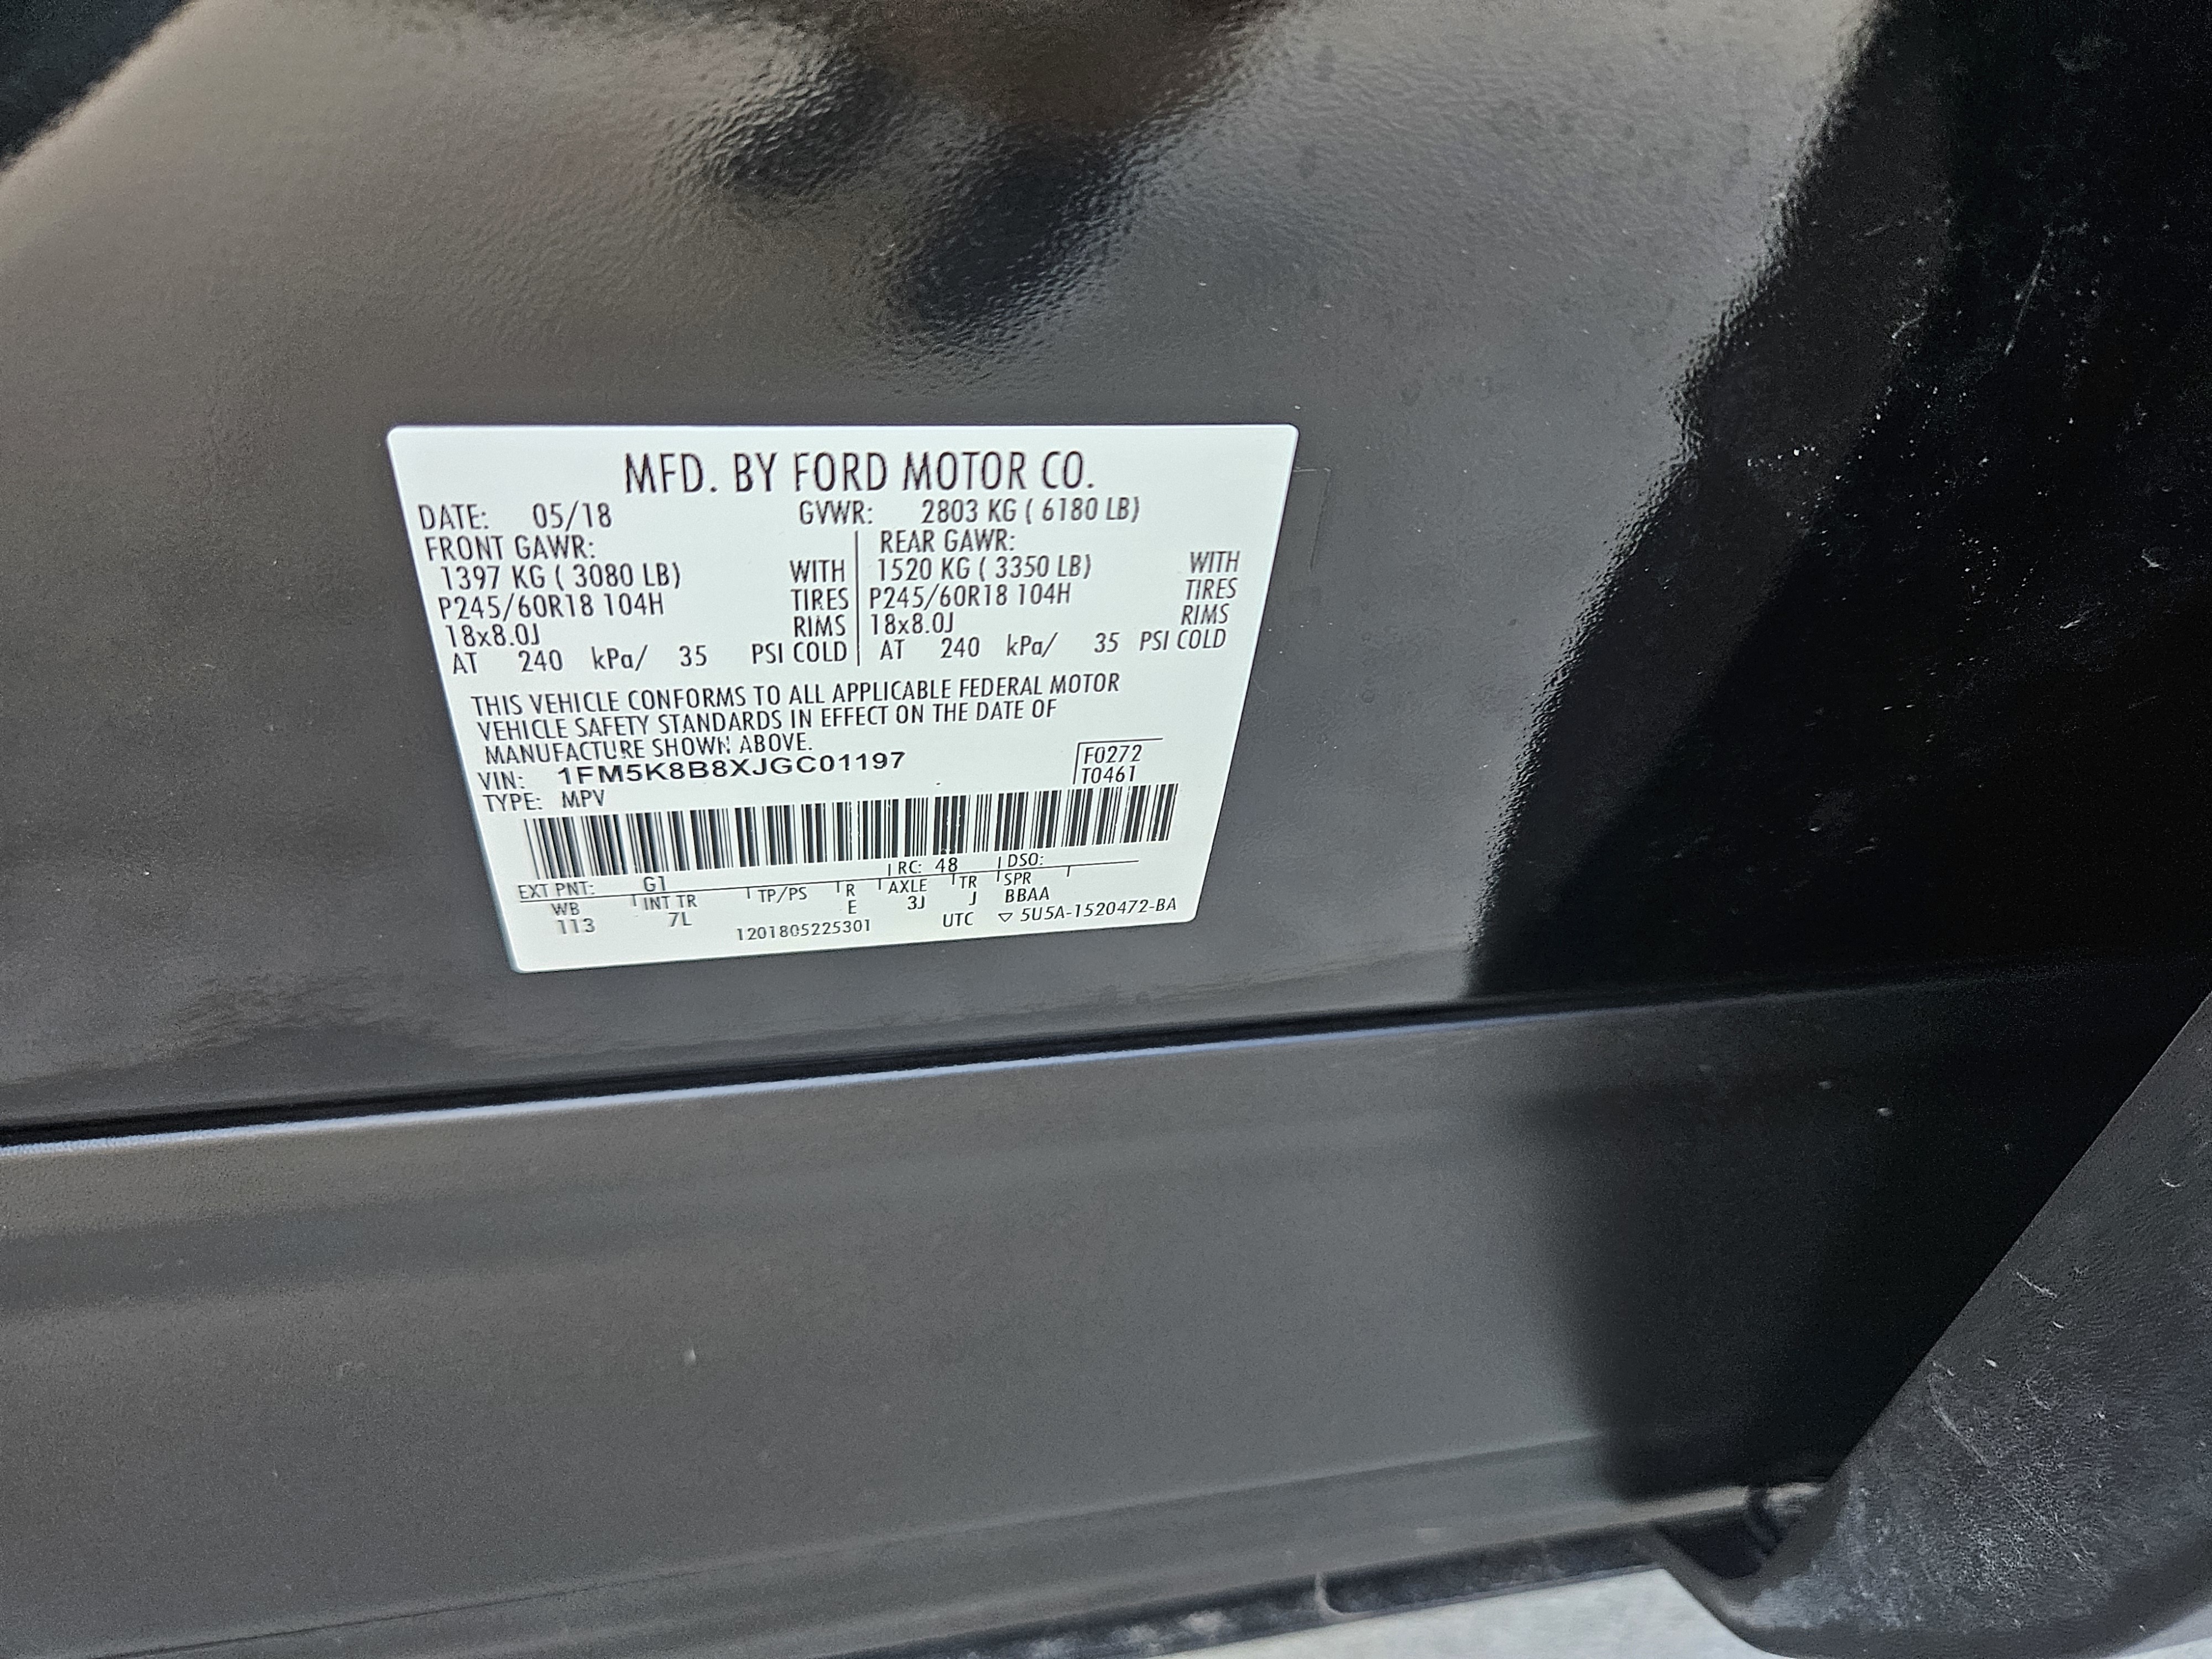 MFD. BY FORD MOTOR CO.
DATE: 05/18 GVWR: 2803 KG ( 6180 LB)
FRONT GAWR: REAR GAWR:
1397 KG ( 3080 LB) WITH 1520 KG ( 3350 LB) WITH
P245/60R18 104H TIRES P245/60R18 104H TIRES
18x8.0J RIMS 18x8.0J RIMS
AT 240 kPa/ 35 PSI COLD AT 240 kPa/ 35 PSI COLD
THIS VEHICLE CONFORMS TO ALL APPLICABLE FEDERAL MOTOR
VEHICLE SAFETY STANDARDS IN EFFECT ON THE DATE OF
MANUFACTURE SHOWN ABOVE.
VIN: 1FM5K8B8XJGC01197 F0272
TYPE: MPV T0461
EXT PNT: G1 RC: 48 DSO:
WB INT TR TP/PS R AXLE TR SPR
113 7L E 3J J BBAA
1201805225301 UTC ▽ 5U5A-1520472-BA